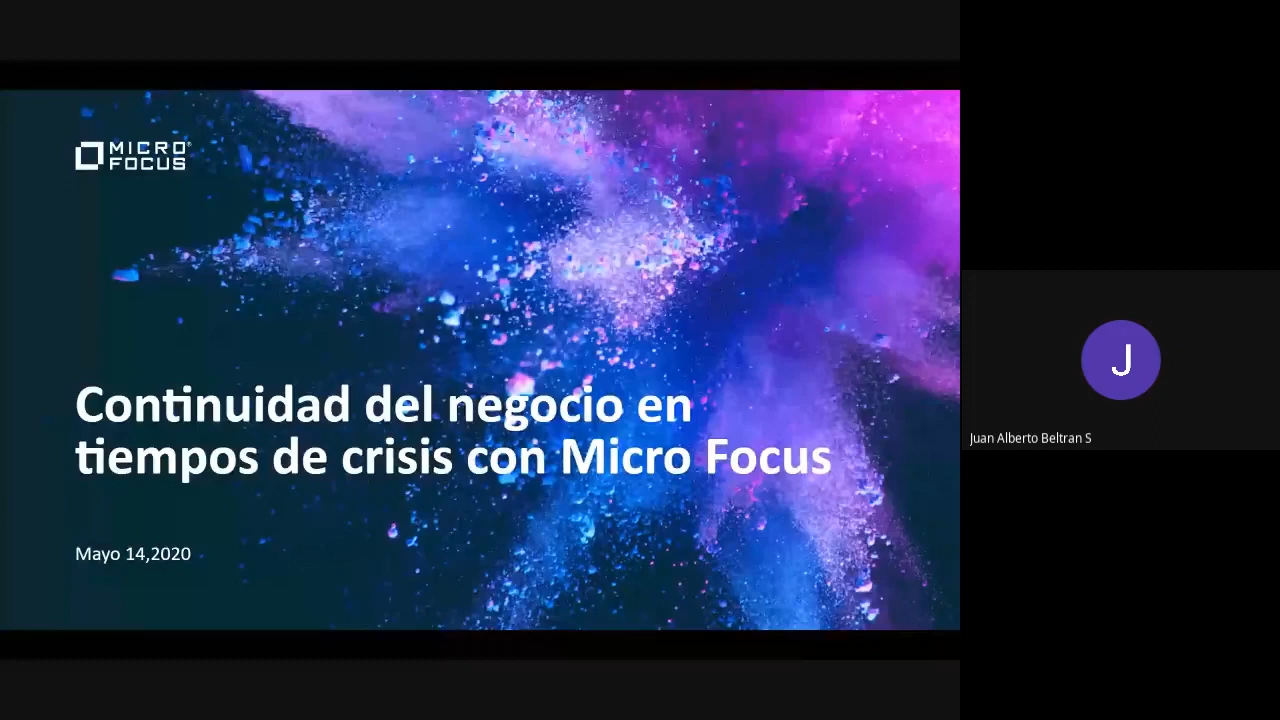 MICRO
FOCUS
Continuidad del negocio en
tiempos de crisis con Micro Focus
Mayo 14,2020
J
Juan Alberto Beltran S